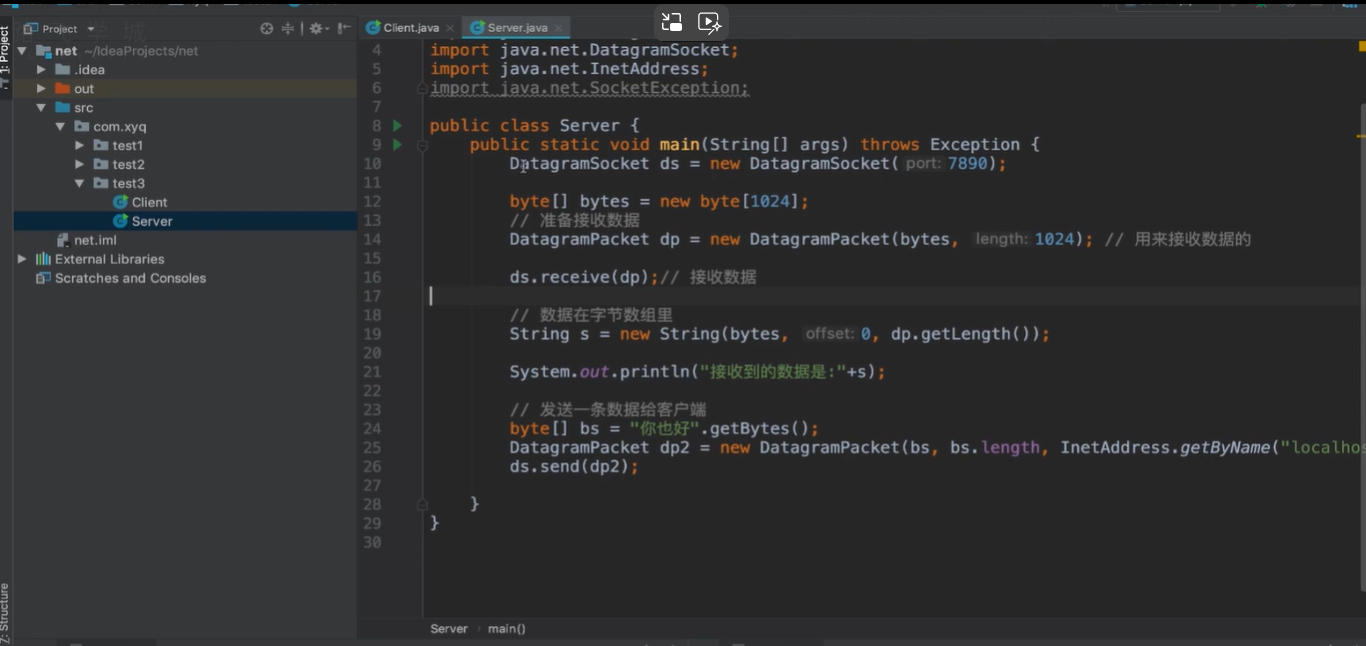 Project
net ~/IdeaProjects/net
.idea
out
src
com.xyq
test1
test2
test3
Client
Server
net.iml
External Libraries
Scratches and Consoles
1: Project
Z: Structure
Client.java
Server.java
4 import java.net.DatagramSocket;
5 import java.net.InetAddress;
6 import java.net.SocketException;
7
8 public class Server {
9 public static void main(String[] args) throws Exception {
10 DatagramSocket ds = new DatagramSocket( port: 7890);
11
12 byte[] bytes = new byte[1024];
13 // 准备接收数据
14 DatagramPacket dp = new DatagramPacket(bytes, length: 1024); // 用来接收数据的
15
16 ds.receive(dp);// 接收数据
17
18 // 数据在字节数组里
19 String s = new String(bytes, offset: 0, dp.getLength());
20
21 System.out.println("接收到的数据是:"+s);
22
23 // 发送一条数据给客户端
24 byte[] bs = "你也好".getBytes();
25 DatagramPacket dp2 = new DatagramPacket(bs, bs.length, InetAddress.getByName("localhos
26 ds.send(dp2);
27
28 }
29 }
30
Server main()